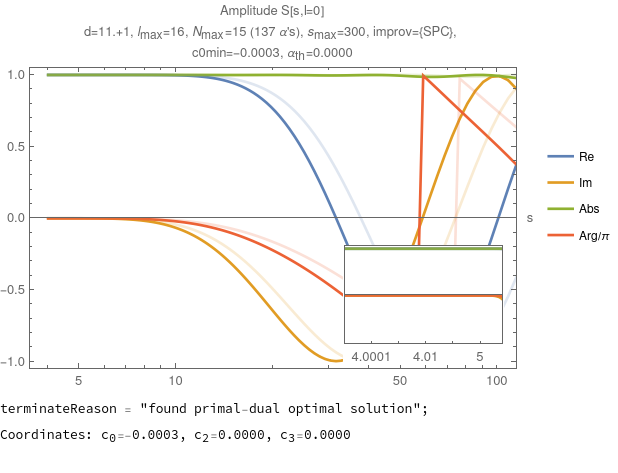 Amplitude S[s,l=0]
d=11.+1, lmax=16, Nmax=15 (137 α's), smax=300, improv={SPC},
c0min=-0.0003, αth=0.0000
1.0
0.5
0.0
-0.5
-1.0
5
10
50
100
s
4.0001
4.01
5
Re
Im
Abs
Arg/π
terminateReason = "found primal-dual optimal solution";
Coordinates: c0=-0.0003, c2=0.0000, c3=0.0000